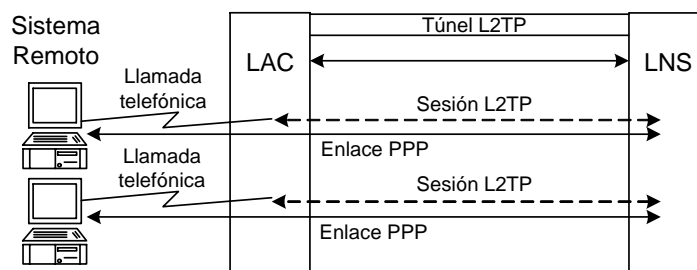 Sistema
Remoto
LAC
Túnel L2TP
LNS
Llamada
telefónica
Sesión L2TP
Enlace PPP
Llamada
telefónica
Sesión L2TP
Enlace PPP